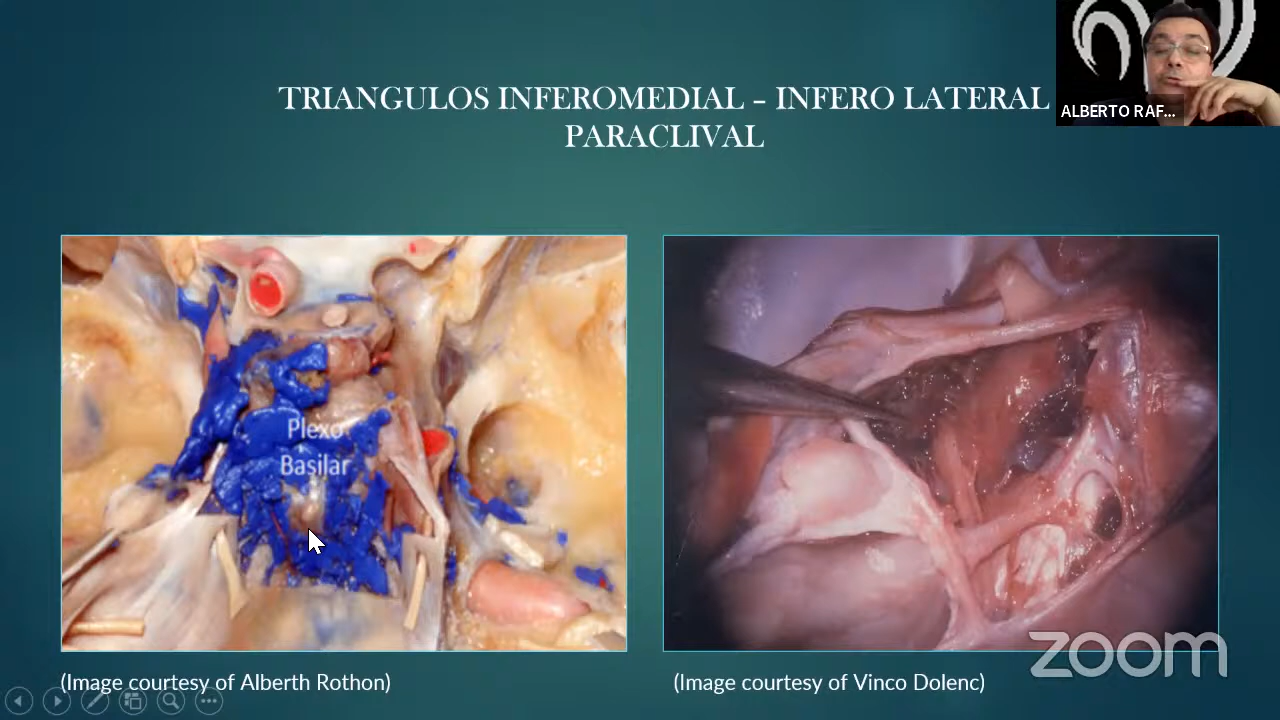 TRIANGULOS INFEROMEDIAL – INFERO LATERAL
PARACLIVAL
ALBERTO RAF...
Plexo
Basilar
(Image courtesy of Alberth Rothon)
(Image courtesy of Vinco Dolenc)
zoom